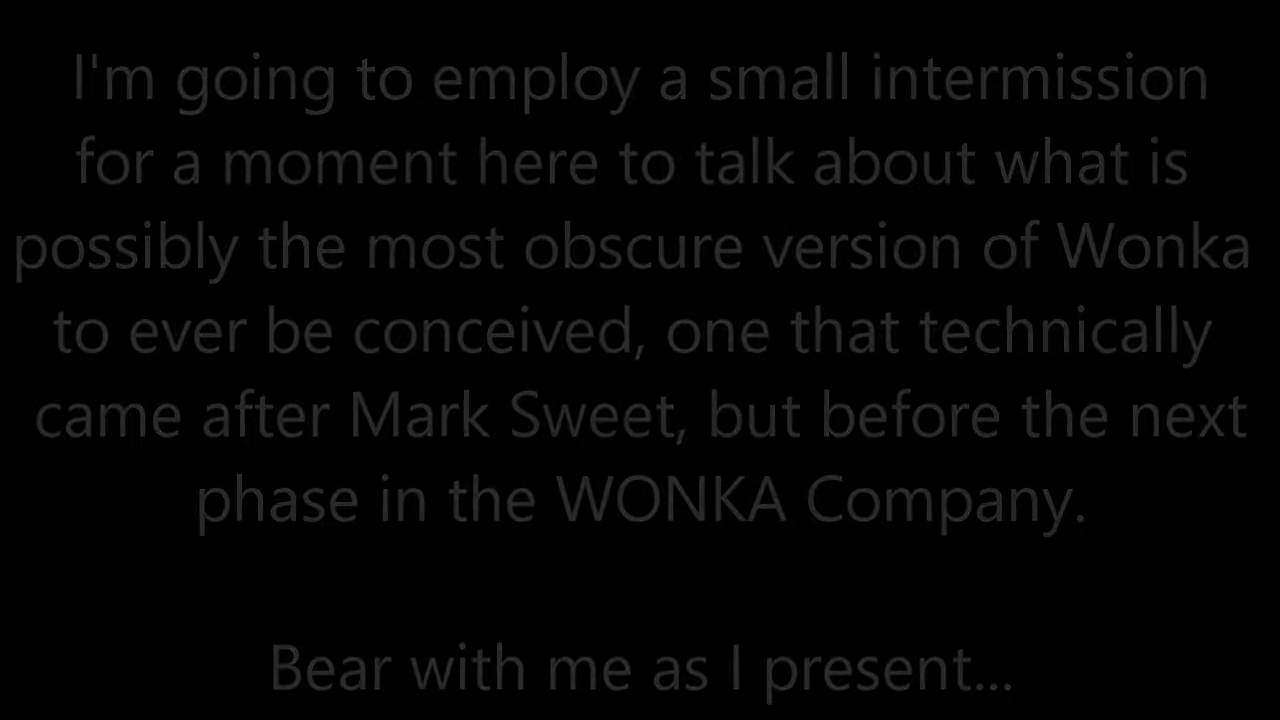 I'm going to employ a small intermission
for a moment here to talk about what is
possibly the most obscure version of Wonka
to ever be conceived, one that technically
came after Mark Sweet, but before the next
phase in the WONKA Company.
Bear with me as I present...